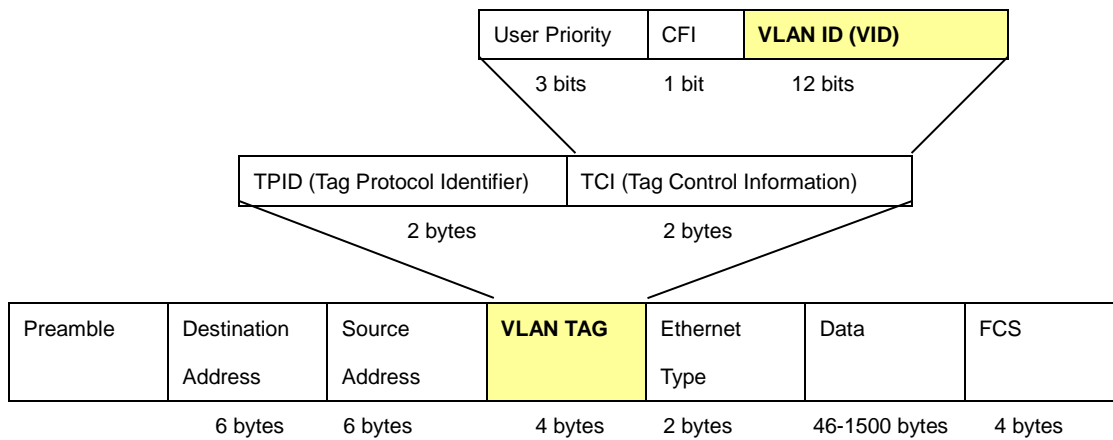 User Priority CFI VLAN ID (VID)
3 bits 1 bit 12 bits
TPID (Tag Protocol Identifier) TCI (Tag Control Information)
2 bytes 2 bytes
Preamble Destination Address Source Address VLAN TAG Ethernet Type Data FCS
6 bytes 6 bytes 4 bytes 2 bytes 46-1500 bytes 4 bytes